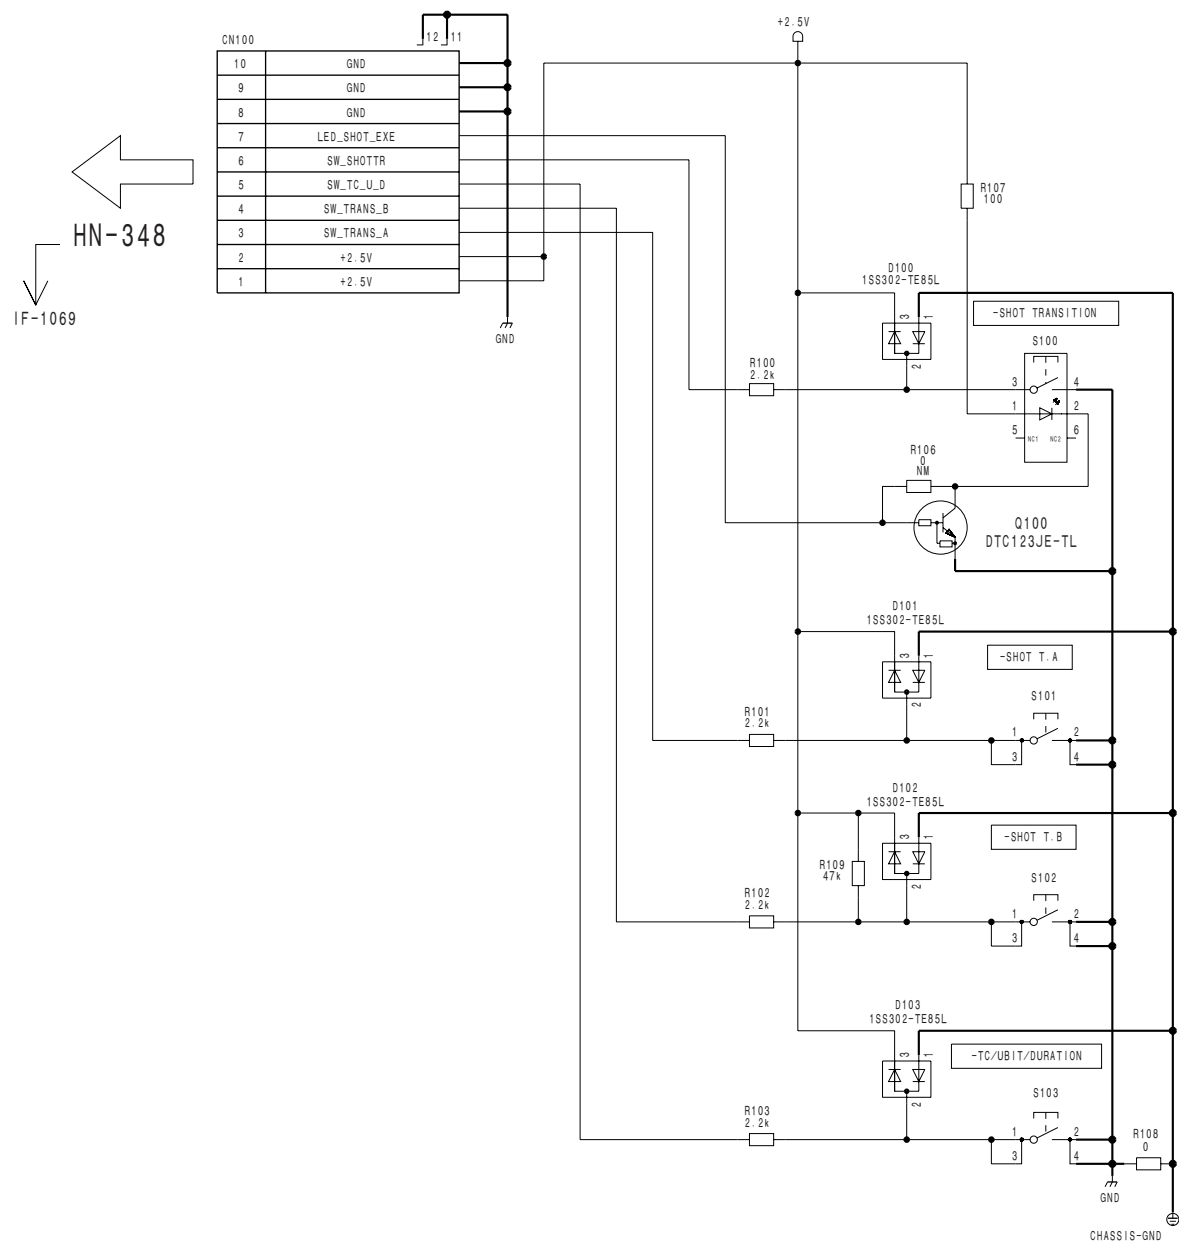 +2.5V
CN100
12 11
10 GND
9 GND
8 GND
7 LED_SHOT_EXE
6 SW_SHOTTR
5 SW_TC_U_D
4 SW_TRANS_B
3 SW_TRANS_A
2 +2.5V
1 +2.5V
HN-348
IF-1069
GND
R107
100
D100
1SS302-TE85L
3 1
2
-SHOT TRANSITION
S100
R100
2.2k
3 4
1 2
5 NC1 NC2 6
R106
0
NM
Q100
DTC123JE-TL
D101
1SS302-TE85L
3 1
2
-SHOT T.A
S101
R101
2.2k
1 2
3 4
D102
1SS302-TE85L
3 1
2
-SHOT T.B
R109
47k
S102
R102
2.2k
1 2
3 4
D103
1SS302-TE85L
3 1
2
-TC/UBIT/DURATION
S103
R103
2.2k
1 2
3 4
R108
0
GND
CHASSIS-GND